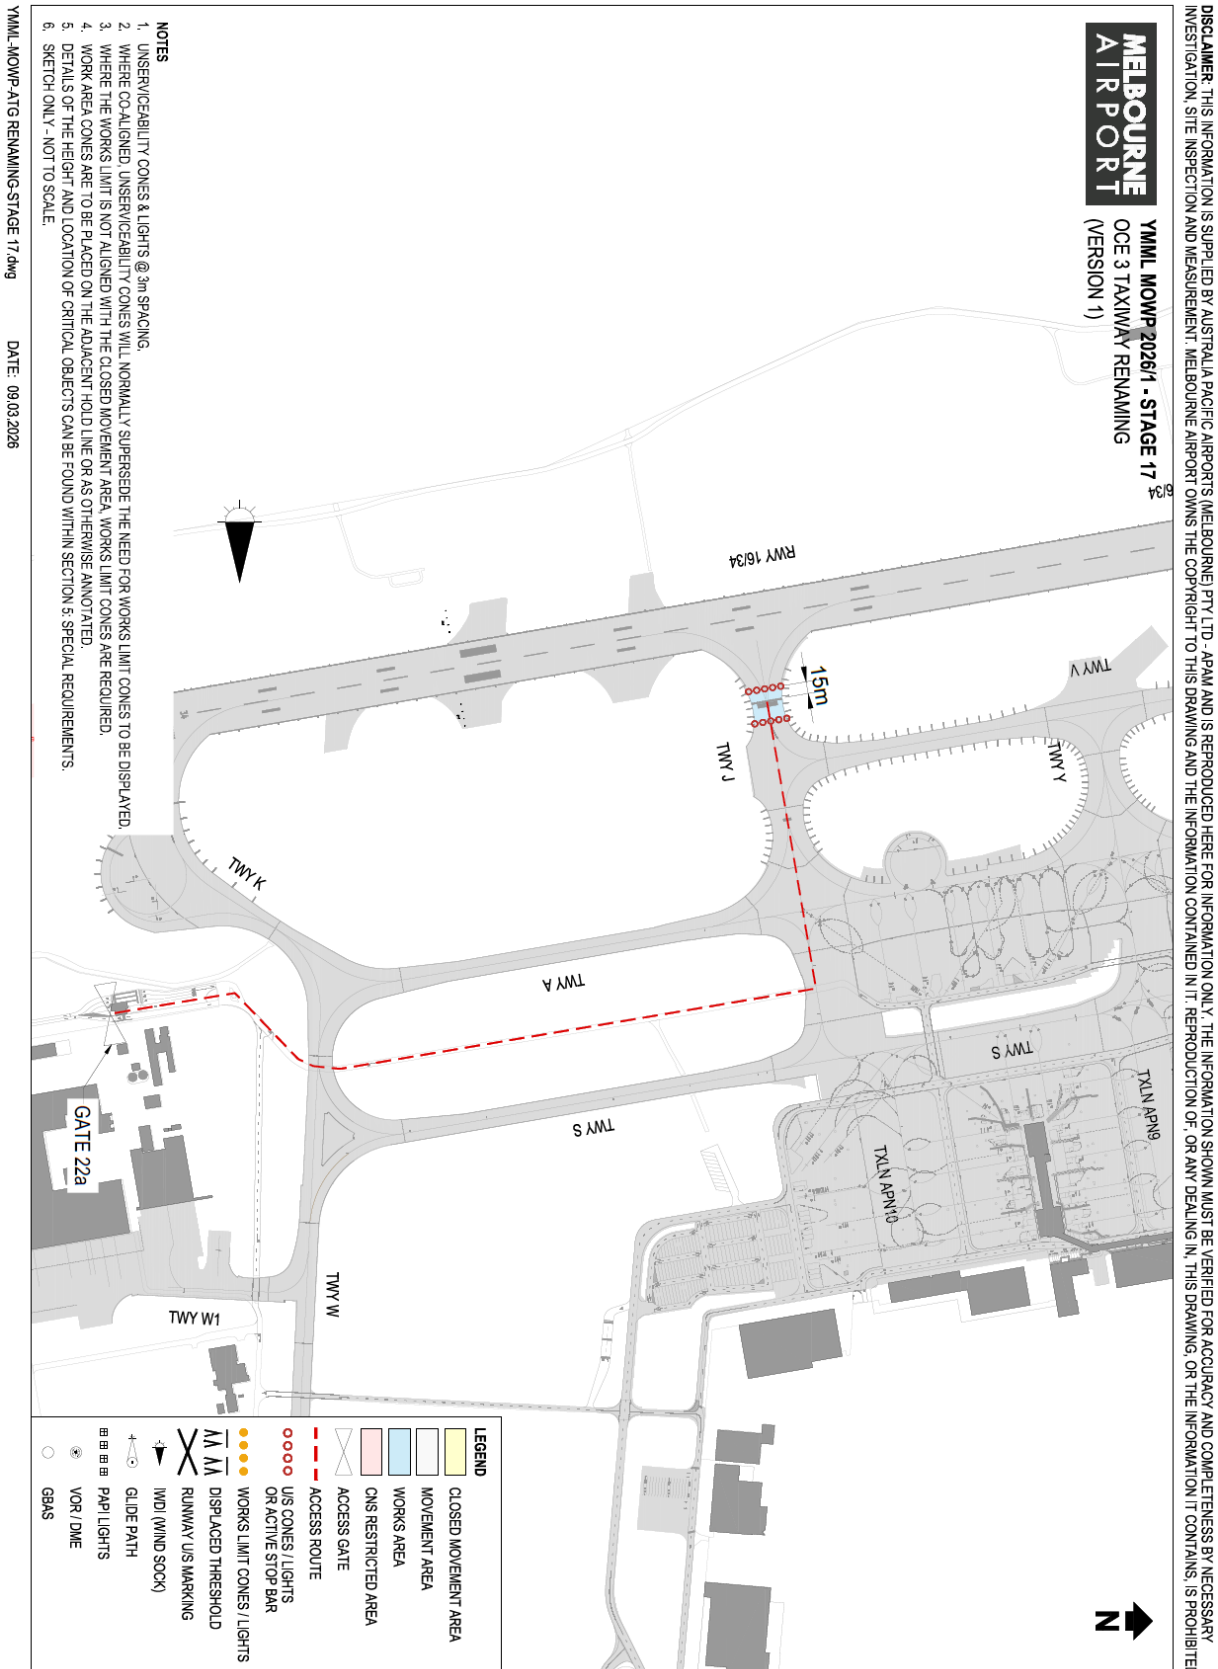 DISCLAIMER: THIS INFORMATION IS SUPPLIED BY AUSTRALIA PACIFIC AIRPORTS (MELBOURNE) PTY LTD - APAM AND IS REPRODUCED HERE FOR INFORMATION ONLY. THE INFORMATION SHOWN MUST BE VERIFIED FOR ACCURACY AND COMPLETENESS BY NECESSARY
INVESTIGATION, SITE INSPECTION AND MEASUREMENT. MELBOURNE AIRPORT OWNS THE COPYRIGHT TO THIS DRAWING AND THE INFORMATION CONTAINED IN IT. REPRODUCTION OF, OR ANY DEALING IN, THIS DRAWING, OR THE INFORMATION IT CONTAINS, IS PROHIBITE
MELBOURNE
AIRPORT
YMML MOWP 2026/1 - STAGE 17
OCE 3 TAXIWAY RENAMING
(VERSION 1)
6/34
RWY 16/34
34
15m
TWY V
TWY Y
TWY J
TWY K
TWY A
TWY S
TWY S
TXLN APN9
TXLN APN10
TWY W
TWY W1
GATE 22a
N
NOTES
1. UNSERVICEABILITY CONES & LIGHTS @ 3m SPACING.
2. WHERE CO-ALIGNED, UNSERVICEABILITY CONES WILL NORMALLY SUPERSEDE THE NEED FOR WORKS LIMIT CONES TO BE DISPLAYED.
3. WHERE THE WORKS LIMIT IS NOT ALIGNED WITH THE CLOSED MOVEMENT AREA, WORKS LIMIT CONES ARE REQUIRED.
4. WORK AREA CONES ARE TO BE PLACED ON THE ADJACENT HOLD LINE OR AS OTHERWISE ANNOTATED.
5. DETAILS OF THE HEIGHT AND LOCATION OF CRITICAL OBJECTS CAN BE FOUND WITHIN SECTION 5: SPECIAL REQUIREMENTS.
6. SKETCH ONLY - NOT TO SCALE.
LEGEND
CLOSED MOVEMENT AREA
MOVEMENT AREA
WORKS AREA
CNS RESTRICTED AREA
ACCESS GATE
ACCESS ROUTE
U/S CONES / LIGHTS
OR ACTIVE STOP BAR
WORKS LIMIT CONES / LIGHTS
DISPLACED THRESHOLD
RUNWAY U/S MARKING
IWDI (WIND SOCK)
GLIDE PATH
PAPI LIGHTS
VOR / DME
GBAS
YMML-MOWP-ATG RENAMING-STAGE 17.dwg
DATE: 09.03.2026